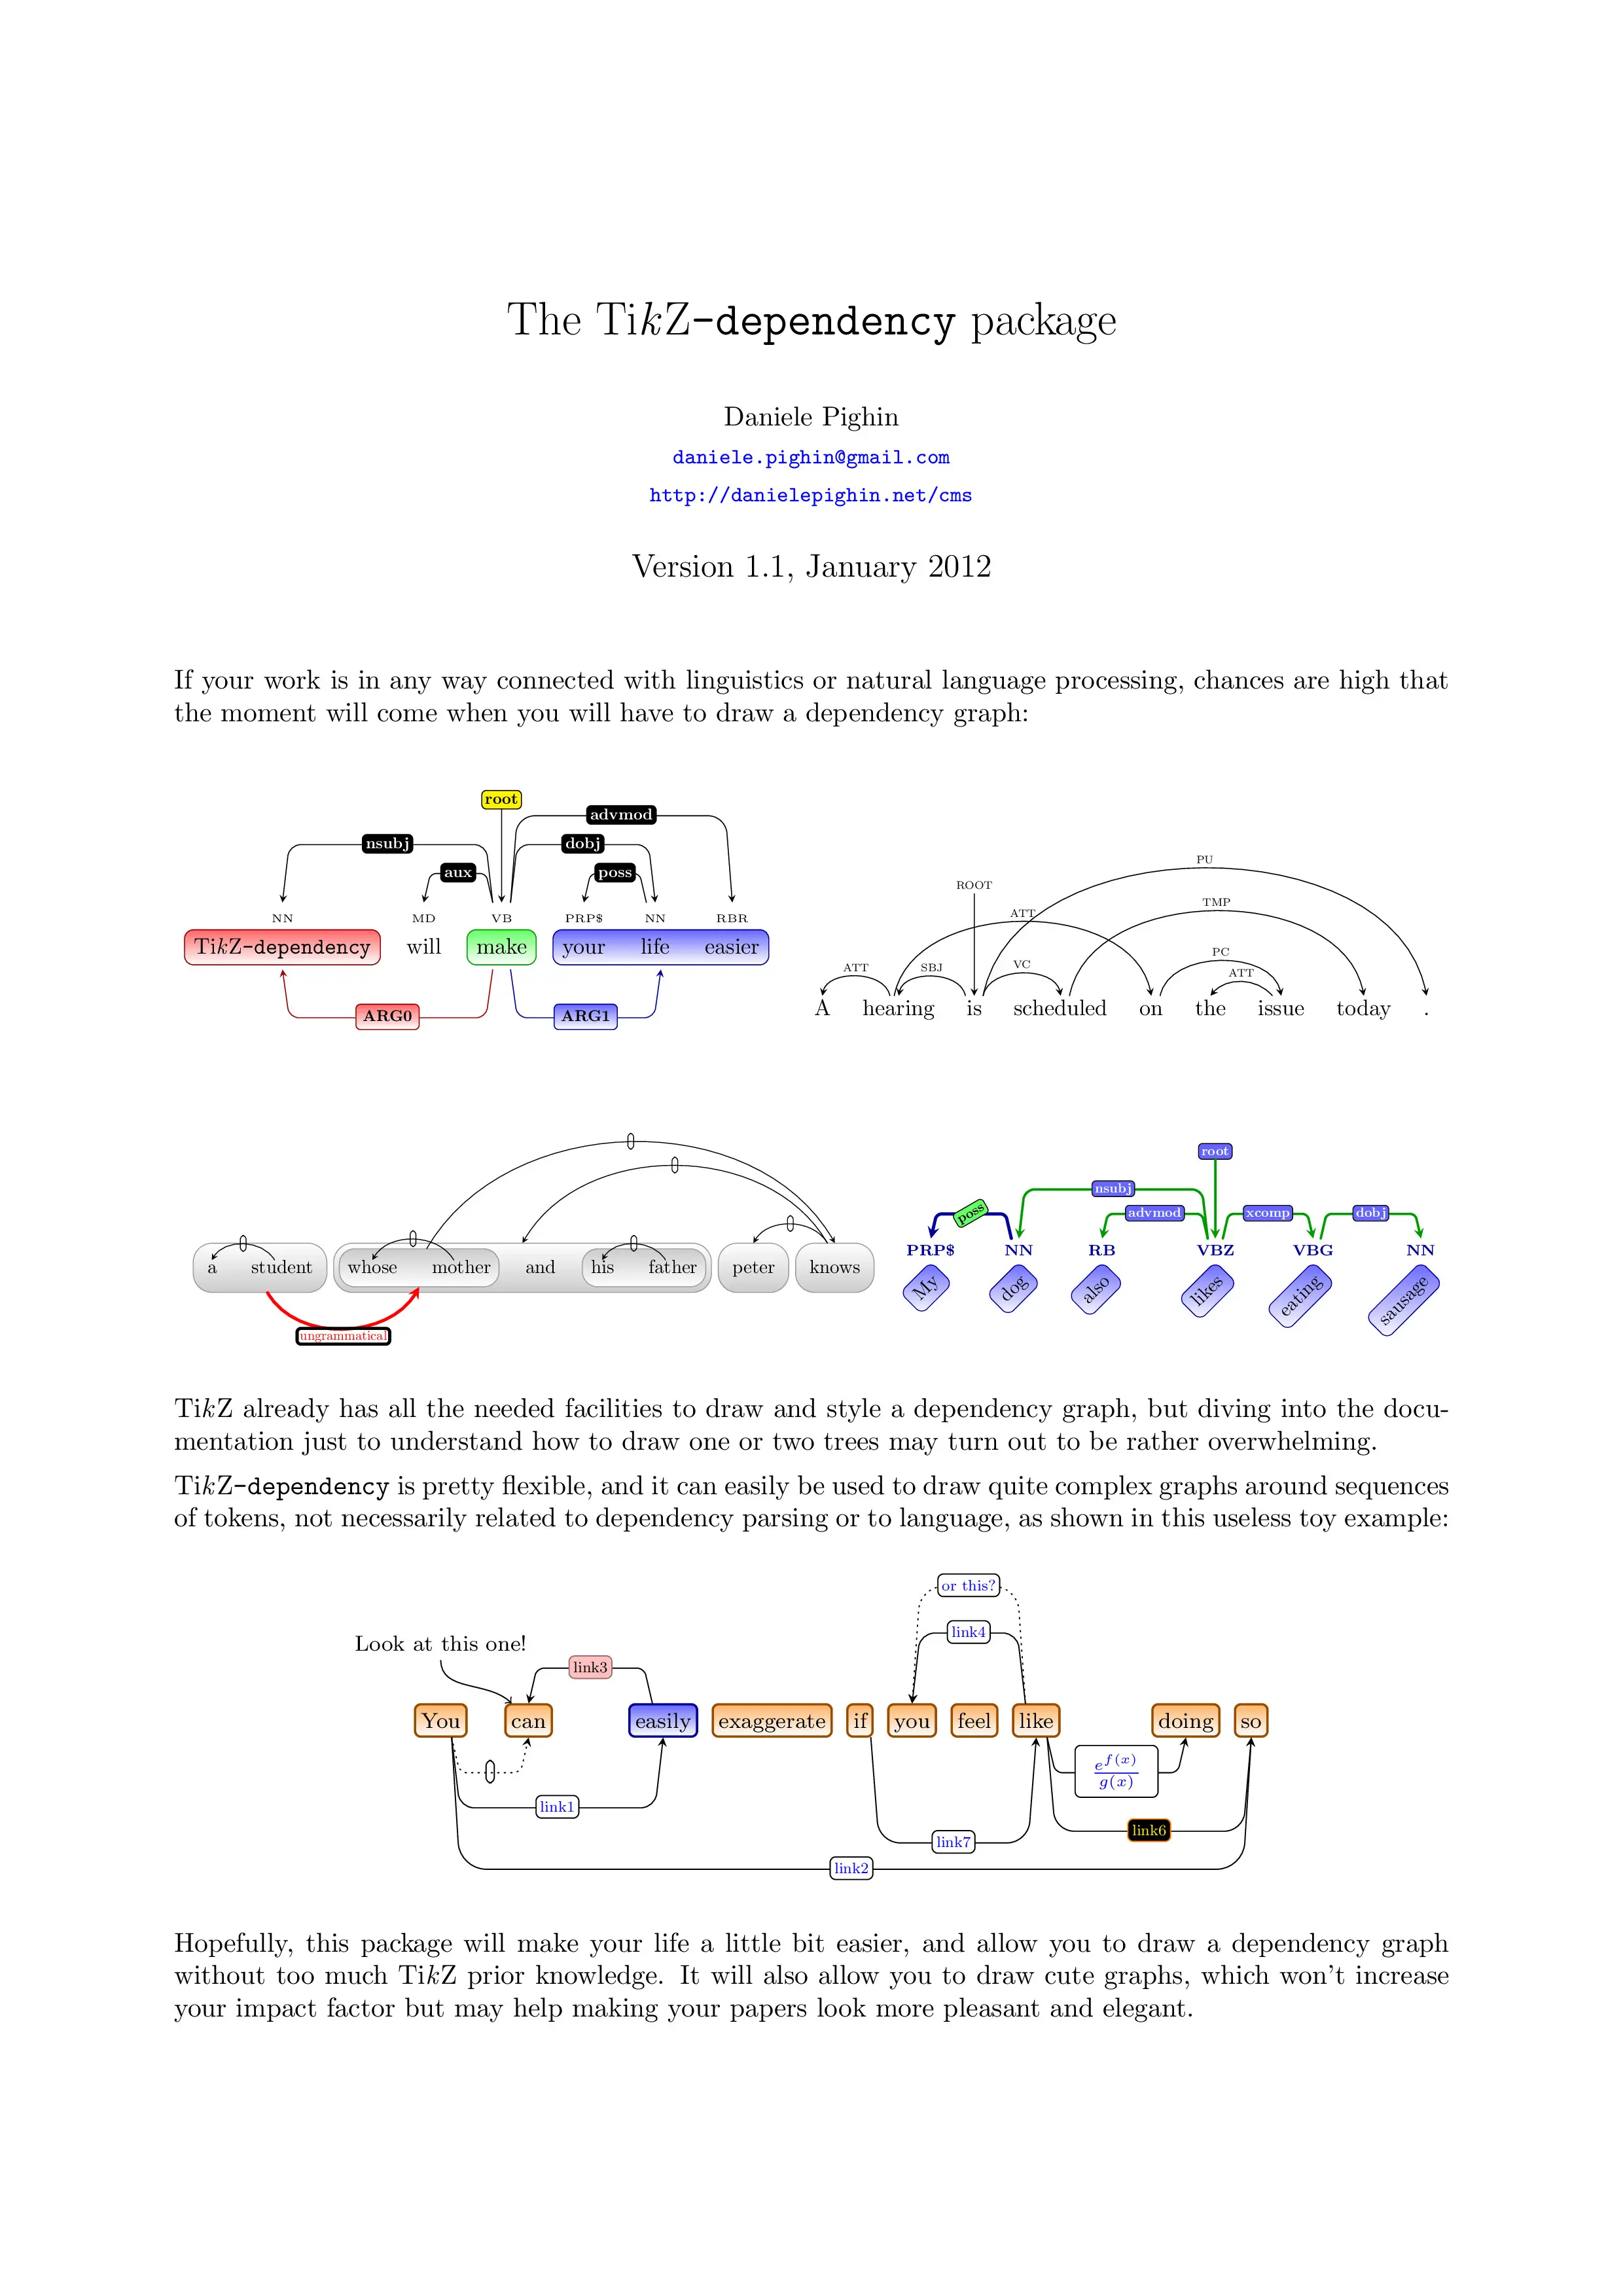 The TikZ-dependency package
Daniele Pighin
daniele.pighin@gmail.com
http://danielepighin.net/cms
Version 1.1, January 2012
If your work is in any way connected with linguistics or natural language processing, chances are high that
the moment will come when you will have to draw a dependency graph:
root
advmod
nsubj dobj
aux poss
NN MD VB PRP$ NN RBR
TikZ-dependency will make your life easier
ARG0 ARG1
PU
ROOT
TMP
ATT
PC
ATT SBJ VC ATT
A hearing is scheduled on the issue today .
a student whose mother and his father peter knows
ungrammatical
root
nsubj
poss advmod xcomp dobj
PRP$ NN RB VBZ VBG NN
My dog also likes eating sausage
TikZ already has all the needed facilities to draw and style a dependency graph, but diving into the docu-
mentation just to understand how to draw one or two trees may turn out to be rather overwhelming.
TikZ-dependency is pretty flexible, and it can easily be used to draw quite complex graphs around sequences
of tokens, not necessarily related to dependency parsing or to language, as shown in this useless toy example:
or this?
link4
Look at this one!
link3
You can easily exaggerate if you feel like doing so
e^f(x)
g(x)
link1
link6
link7
link2
Hopefully, this package will make your life a little bit easier, and allow you to draw a dependency graph
without too much TikZ prior knowledge. It will also allow you to draw cute graphs, which won't increase
your impact factor but may help making your papers look more pleasant and elegant.